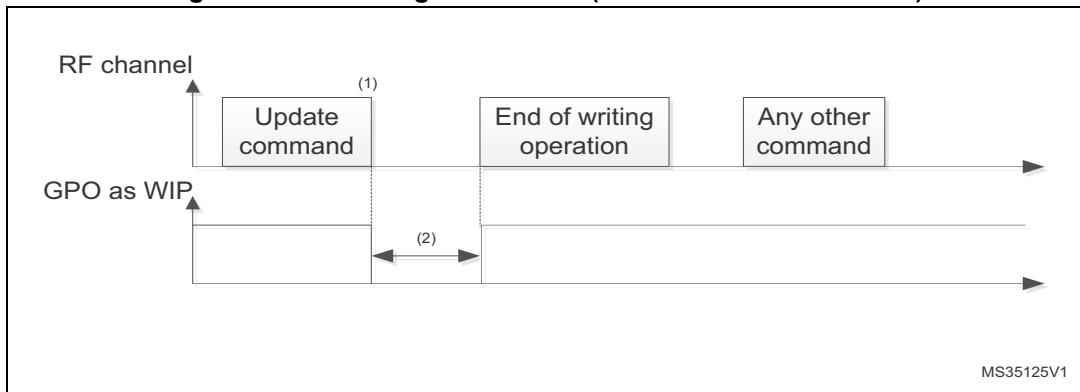 RF channel
(1)
Update
command
End of writing
operation
Any other
command
GPO as WIP
(2)
MS35125V1